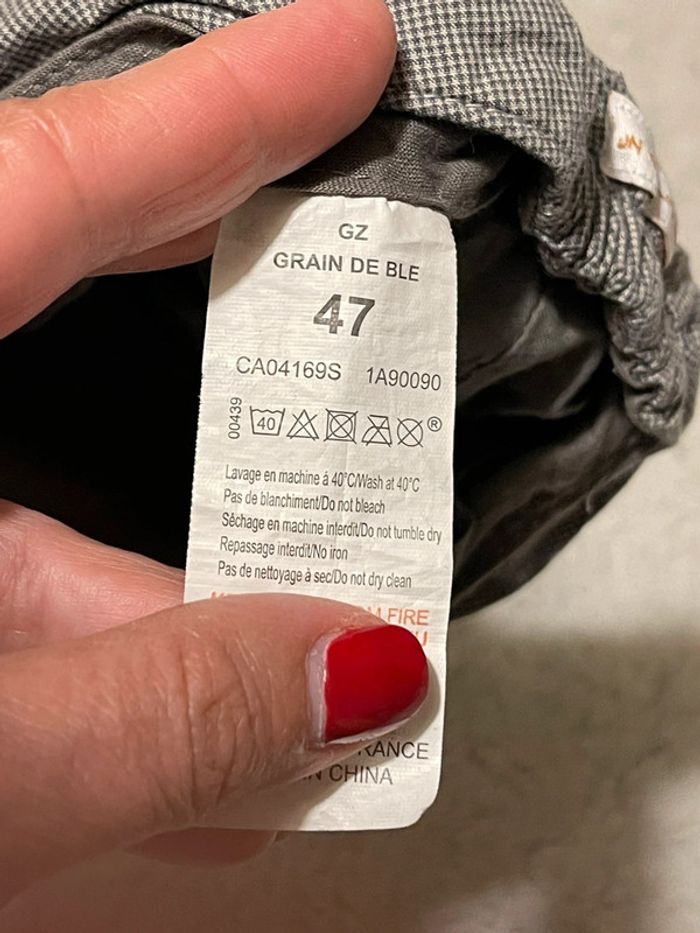 GZ
GRAIN DE BLE
47
CA04169S 1A90090
00439
40 ®
Lavage en machine á 40°C/Wash at 40°C
Pas de blanchiment/Do not bleach
Séchage en machine interdit/Do not tumble dry
Repassage interdit/No iron
Pas de nettoyage à sec/Do not dry clean
FIRE
CHINA